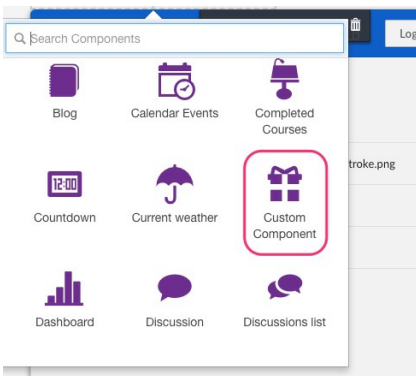 Search Components
Log
Blog
Calendar Events
Completed
Courses
troke.png
12:00
Countdown
Current weather
Custom
Component
Dashboard
Discussion
Discussions list